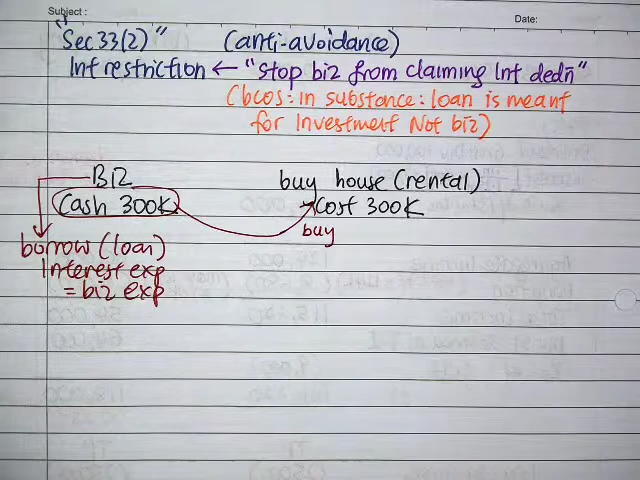 Subject :
Date:
"Sec 33(2)" (anti-avoidance)
Int restriction ← "Stop biz from claiming Int dedn̄"
(bcos: in substance: loan is meant
for investment Not biz)
Biz
Cash 300K
borrow (loan)
Interest exp
= biz exp
buy house (rental)
Cost 300K
buy